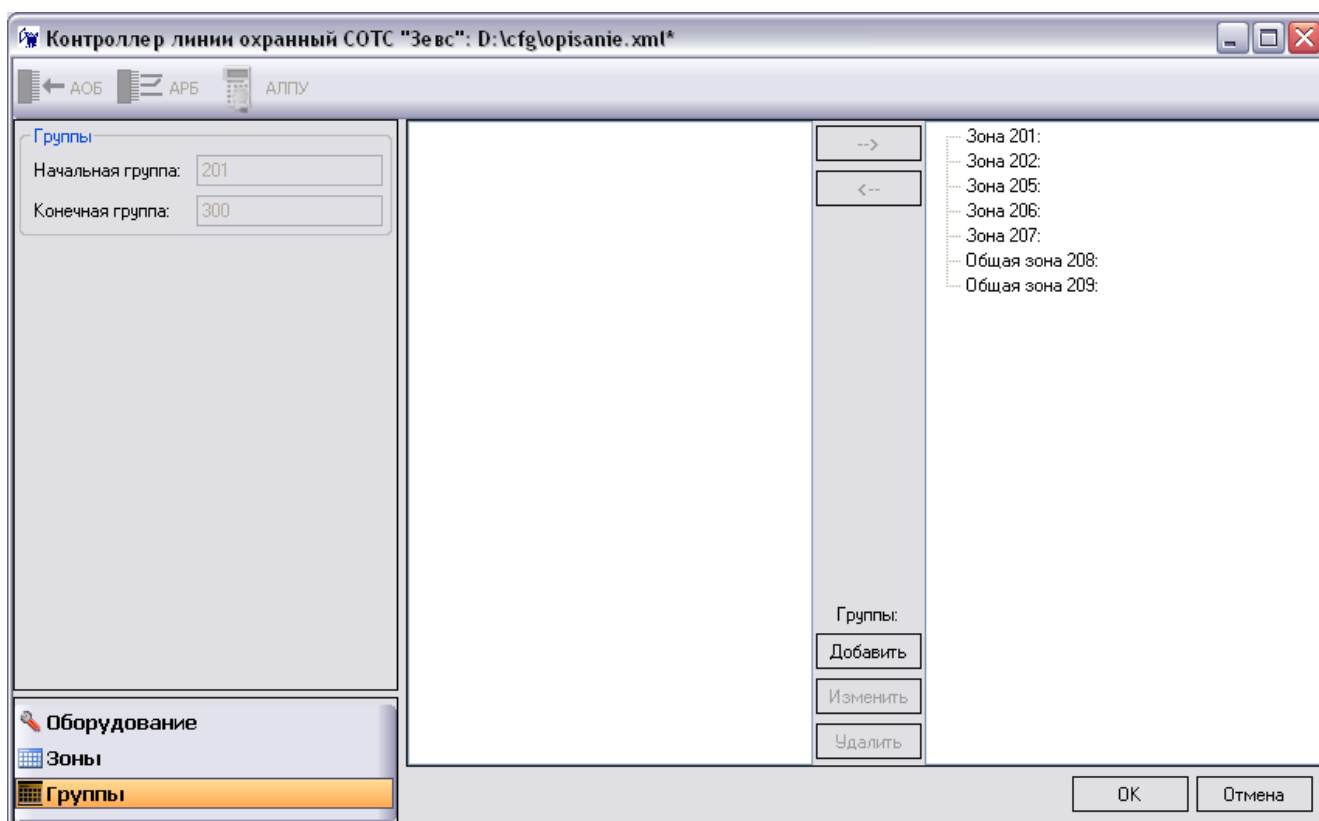 Контроллер линии охранный СОТС "Зевс": D:\cfg\opisanie.xml*
АОБ АРБ АЛПУ
Группы
Начальная группа: 201
Конечная группа: 300
-->
<--
Зона 201:
Зона 202:
Зона 205:
Зона 206:
Зона 207:
Общая зона 208:
Общая зона 209:
Группы:
Добавить
Изменить
Удалить
Оборудование
Зоны
Группы
OK Отмена